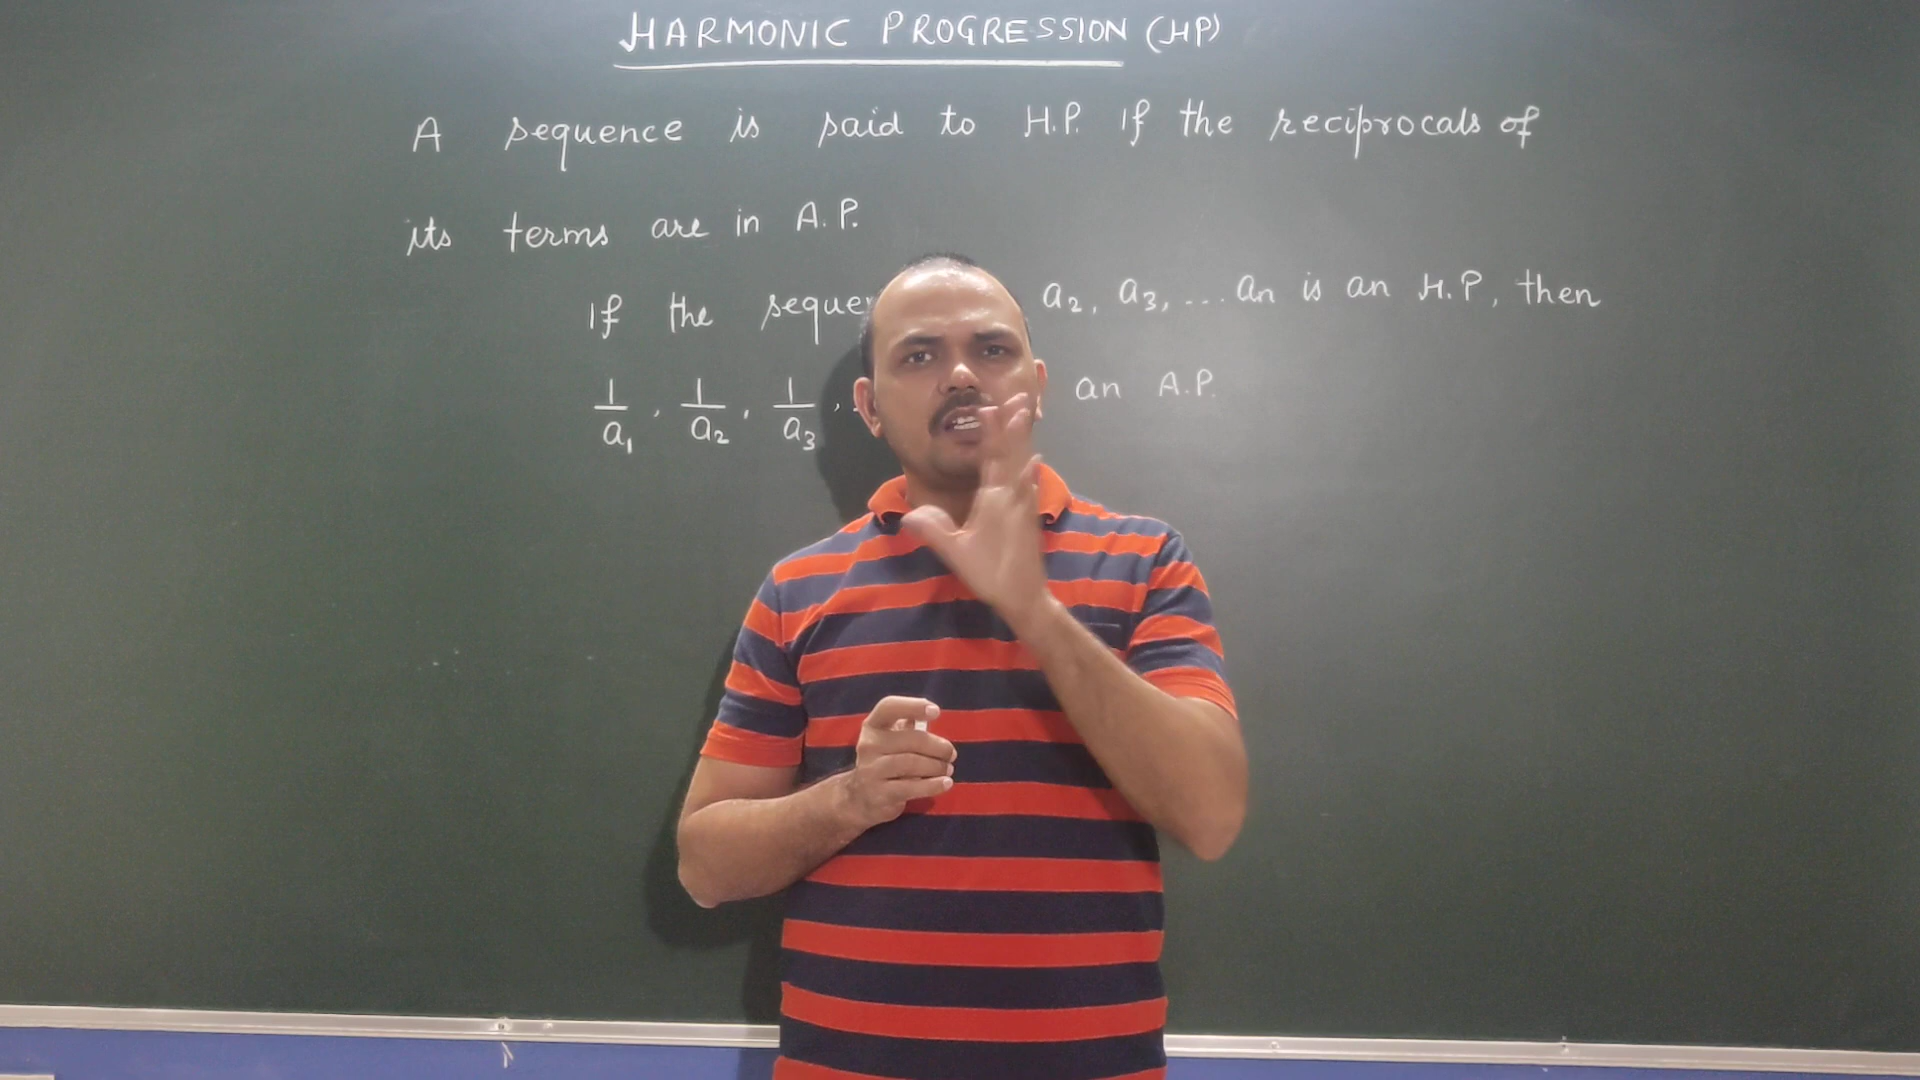 HARMONIC PROGRESSION (HP)
A sequence is said to H.P. if the reciprocals of
its terms are in A.P.
If the a2, a3, ... an is an H.P, then
1/a1, 1/a2, 1/a3, an A.P.